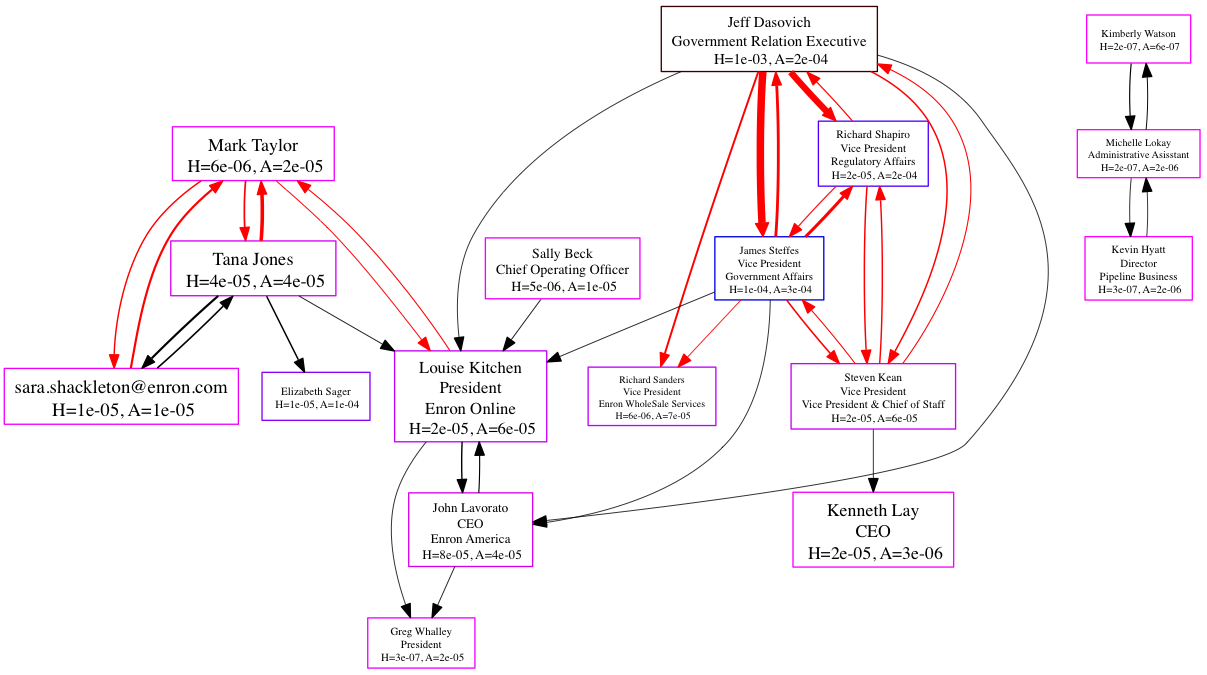 Jeff Dasovich
Government Relation Executive
H=1e-03, A=2e-04
Kimberly Watson
H=2e-07, A=6e-07
Mark Taylor
H=6e-06, A=2e-05
Richard Shapiro
Vice President
Regulatory Affairs
H=2e-05, A=2e-04
Michelle Lokay
Administrative Asisstant
H=2e-07, A=2e-06
Tana Jones
H=4e-05, A=4e-05
Sally Beck
Chief Operating Officer
H=5e-06, A=1e-05
James Steffes
Vice President
Government Affairs
H=1e-04, A=3e-04
Kevin Hyatt
Director
Pipeline Business
H=3e-07, A=2e-06
sara.shackleton@enron.com
H=1e-05, A=1e-05
Elizabeth Sager
H=1e-05, A=1e-04
Louise Kitchen
President
Enron Online
H=2e-05, A=6e-05
Richard Sanders
Vice President
Enron WholeSale Services
H=6e-06, A=7e-05
Steven Kean
Vice President
Vice President & Chief of Staff
H=2e-05, A=6e-05
John Lavorato
CEO
Enron America
H=8e-05, A=4e-05
Kenneth Lay
CEO
H=2e-05, A=3e-06
Greg Whalley
President
H=3e-07, A=2e-05